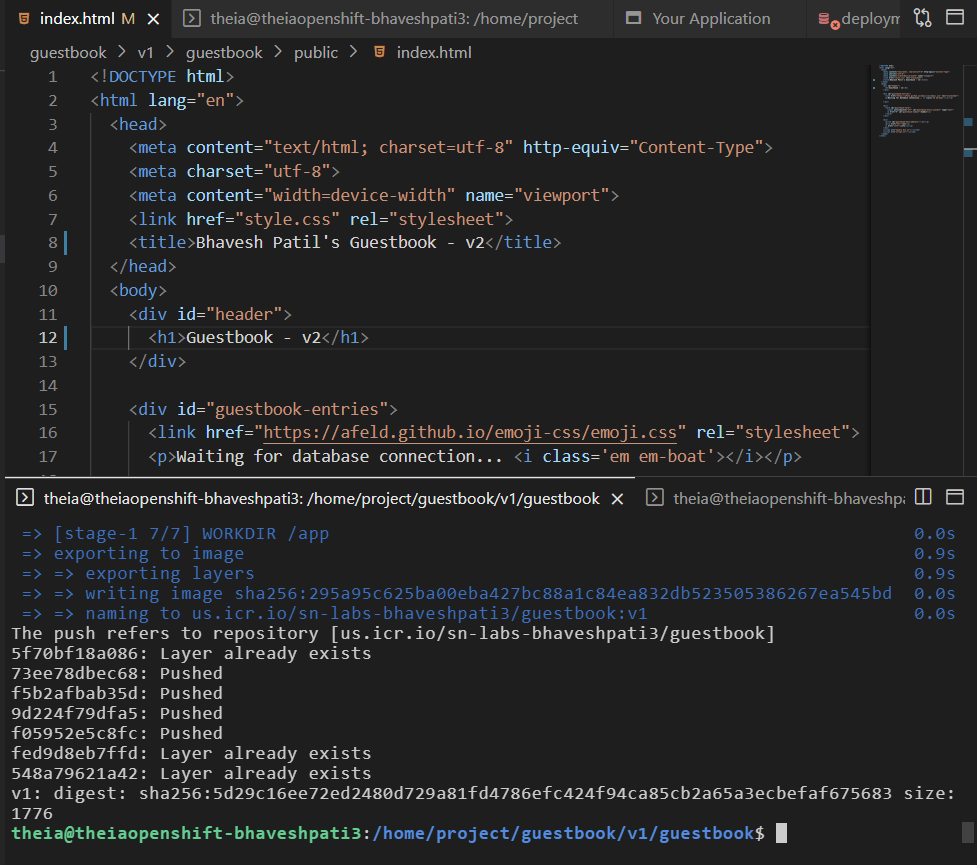 index.html M
theia@theiaopenshift-bhaveshpati3: /home/project
Your Application
deploym
guestbook > v1 > guestbook > public > index.html
1 <!DOCTYPE html>
2 <html lang="en">
3 <head>
4 <meta content="text/html; charset=utf-8" http-equiv="Content-Type">
5 <meta charset="utf-8">
6 <meta content="width=device-width" name="viewport">
7 <link href="style.css" rel="stylesheet">
8 <title>Bhavesh Patil's Guestbook - v2</title>
9 </head>
10 <body>
11 <div id="header">
12 <h1>Guestbook - v2</h1>
13 </div>
14
15 <div id="guestbook-entries">
16 <link href="https://afeld.github.io/emoji-css/emoji.css" rel="stylesheet">
17 <p>Waiting for database connection... <i class='em em-boat'></i></p>
theia@theiaopenshift-bhaveshpati3: /home/project/guestbook/v1/guestbook
theia@theiaopenshift-bhaveshpa
=> [stage-1 7/7] WORKDIR /app 0.0s
=> exporting to image 0.9s
=> => exporting layers 0.9s
=> => writing image sha256:295a95c625ba00eba427bc88a1c84ea832db523505386267ea545bd 0.0s
=> => naming to us.icr.io/sn-labs-bhaveshpati3/guestbook:v1 0.0s
The push refers to repository [us.icr.io/sn-labs-bhaveshpati3/guestbook]
5f70bf18a086: Layer already exists
73ee78dbec68: Pushed
f5b2afbab35d: Pushed
9d224f79dfa5: Pushed
f05952e5c8fc: Pushed
fed9d8eb7ffd: Layer already exists
548a79621a42: Layer already exists
v1: digest: sha256:5d29c16ee72ed2480d729a81fd4786efc424f94ca85cb2a65a3ecbefaf675683 size:
1776
theia@theiaopenshift-bhaveshpati3:/home/project/guestbook/v1/guestbook$